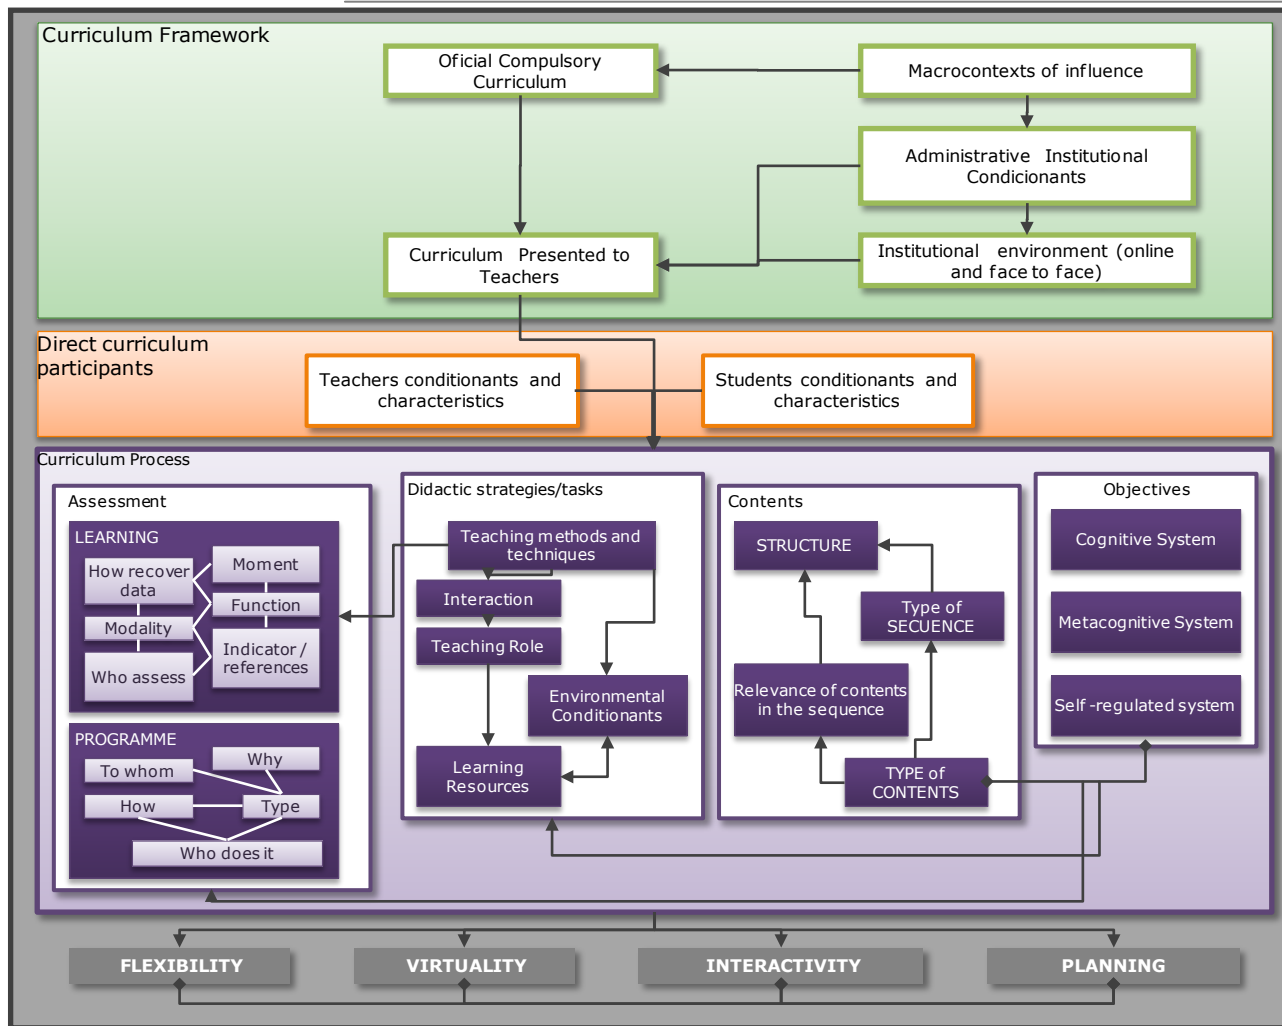 Curriculum Framework
Oficial Compulsory
Curriculum
Macrocontexts of influence
Administrative Institutional
Condicionants
Curriculum Presented to
Teachers
Institutional environment (online
and face to face)
Direct curriculum
participants
Teachers conditionants and
characteristics
Students conditionants and
characteristics
Curriculum Process
Assessment
LEARNING
How recover
data
Moment
Function
Modality
Indicator /
references
Who assess
PROGRAMME
Why
To whom
How
Type
Who does it
Didactic strategies/tasks
Teaching methods and
techniques
Interaction
Teaching Role
Environmental
Conditionants
Learning
Resources
Contents
STRUCTURE
Type of
SECUENCE
Relevance of contents
in the sequence
TYPE of
CONTENTS
Objectives
Cognitive System
Metacognitive System
Self -regulated system
FLEXIBILITY
VIRTUALITY
INTERACTIVITY
PLANNING